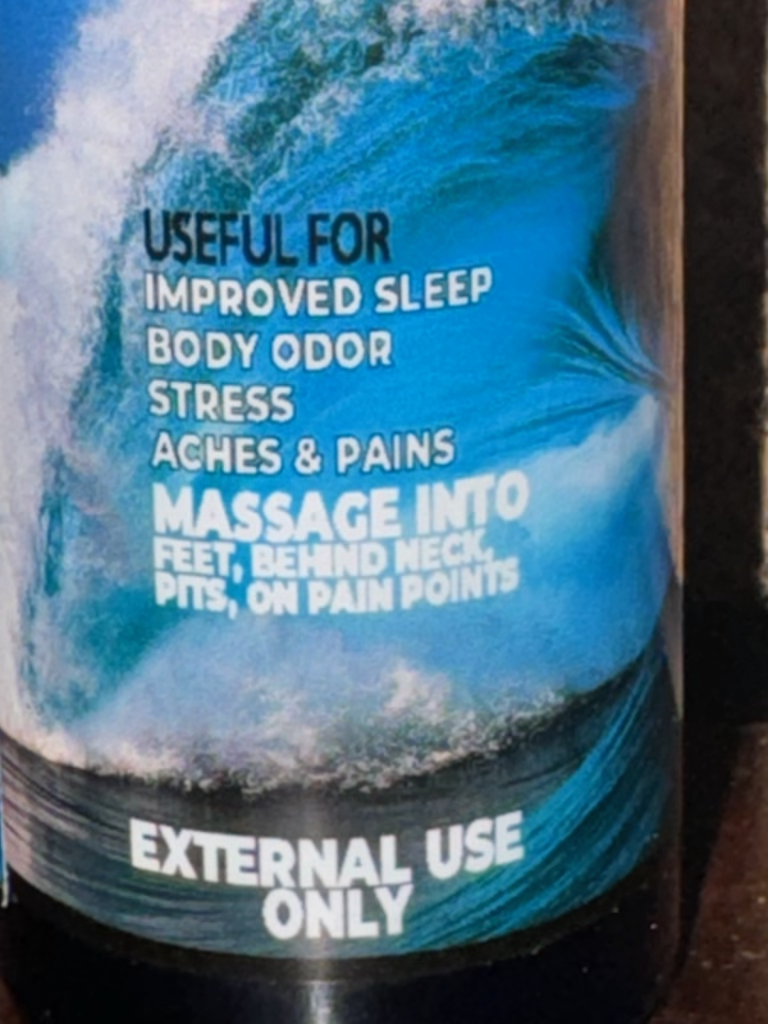 USEFUL FOR
IMPROVED SLEEP
BODY ODOR
STRESS
ACHES & PAINS
MASSAGE INTO
FEET, BEHIND NECK,
PITS, ON PAIN POINTS
EXTERNAL USE
ONLY